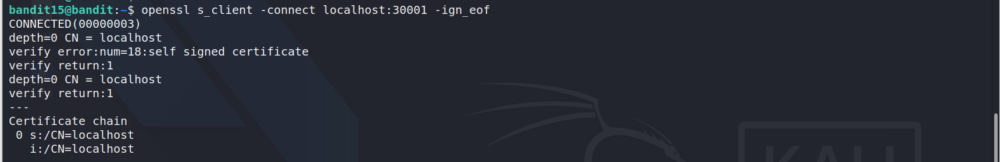 bandit15@bandit:~$ openssl s_client -connect localhost:30001 -ign_eof
CONNECTED(00000003)
depth=0 CN = localhost
verify error:num=18:self signed certificate
verify return:1
depth=0 CN = localhost
verify return:1
---
Certificate chain
 0 s:/CN=localhost
   i:/CN=localhost
KALI